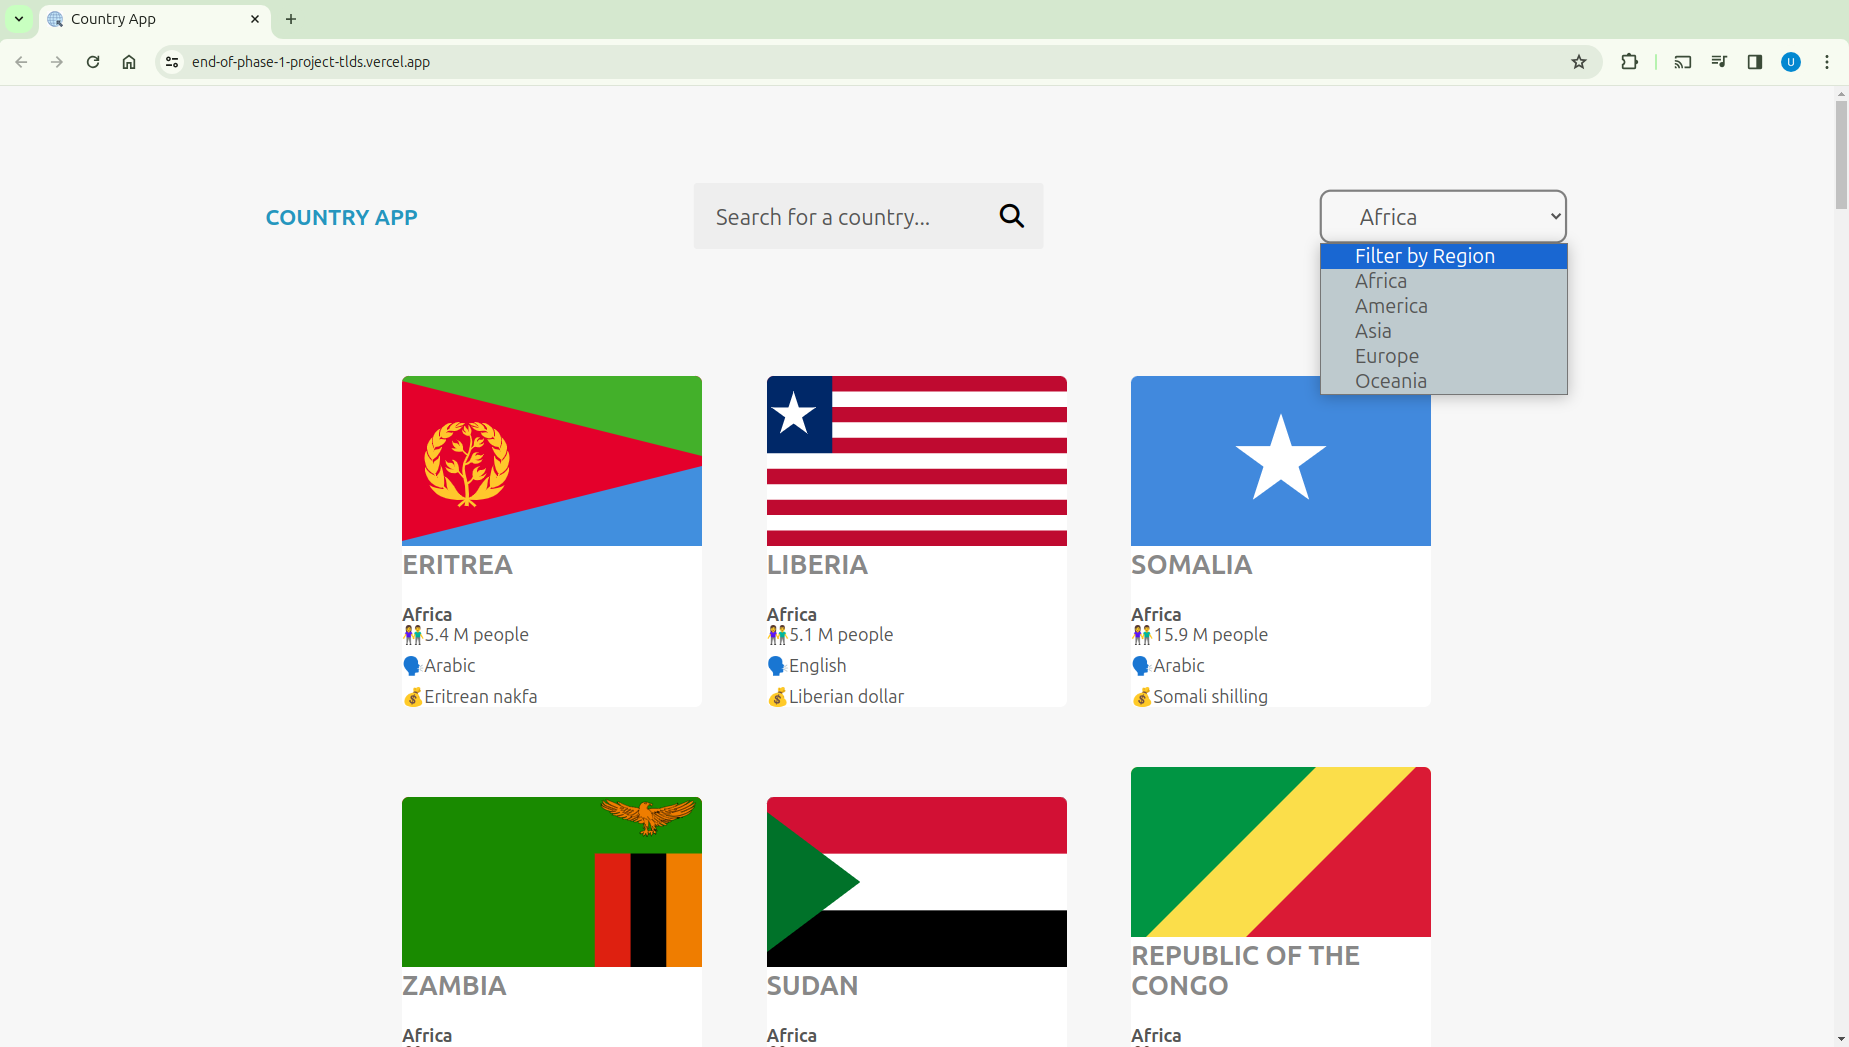 Country App
end-of-phase-1-project-tlds.vercel.app
U
COUNTRY APP
Search for a country...
Africa
Filter by Region
Africa
America
Asia
Europe
Oceania
ERITREA
Africa
5.4 M people
Arabic
Eritrean nakfa
LIBERIA
Africa
5.1 M people
English
Liberian dollar
SOMALIA
Africa
15.9 M people
Arabic
Somali shilling
ZAMBIA
Africa
SUDAN
Africa
REPUBLIC OF THE
CONGO
Africa